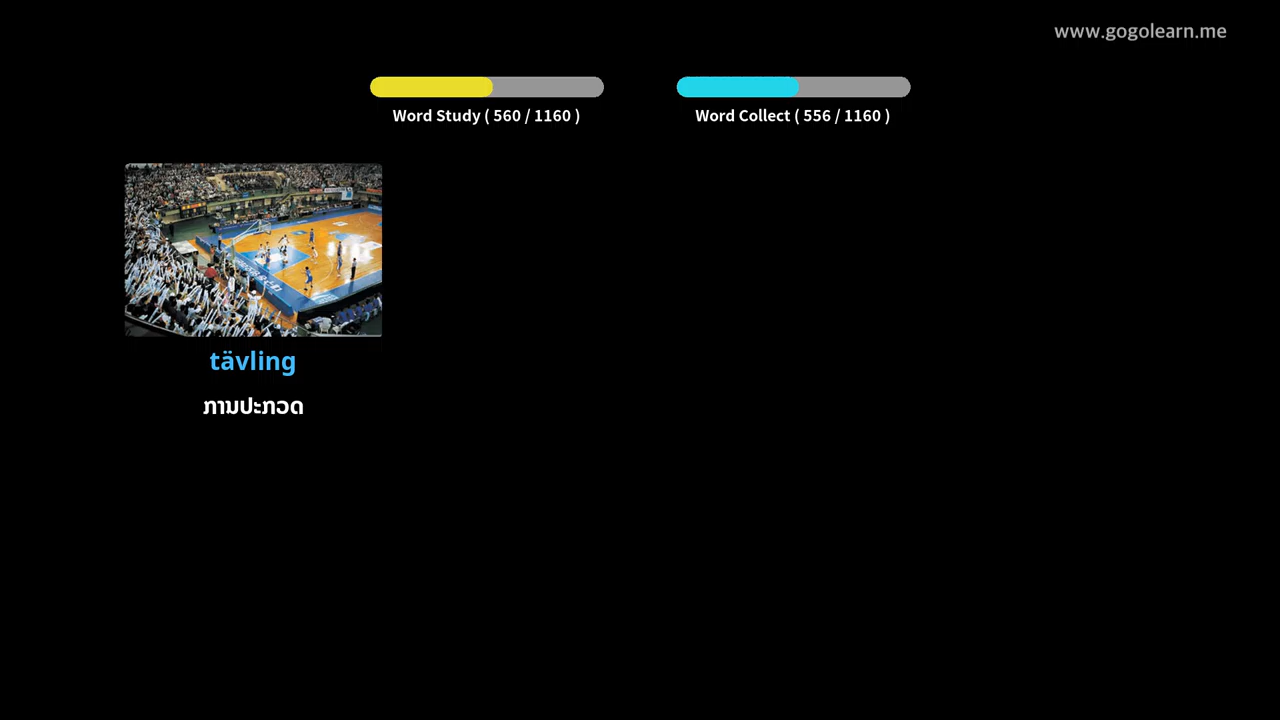 www.gogolearn.me
Word Study ( 560 / 1160 )
Word Collect ( 556 / 1160 )
tävling
ການປະກວດ